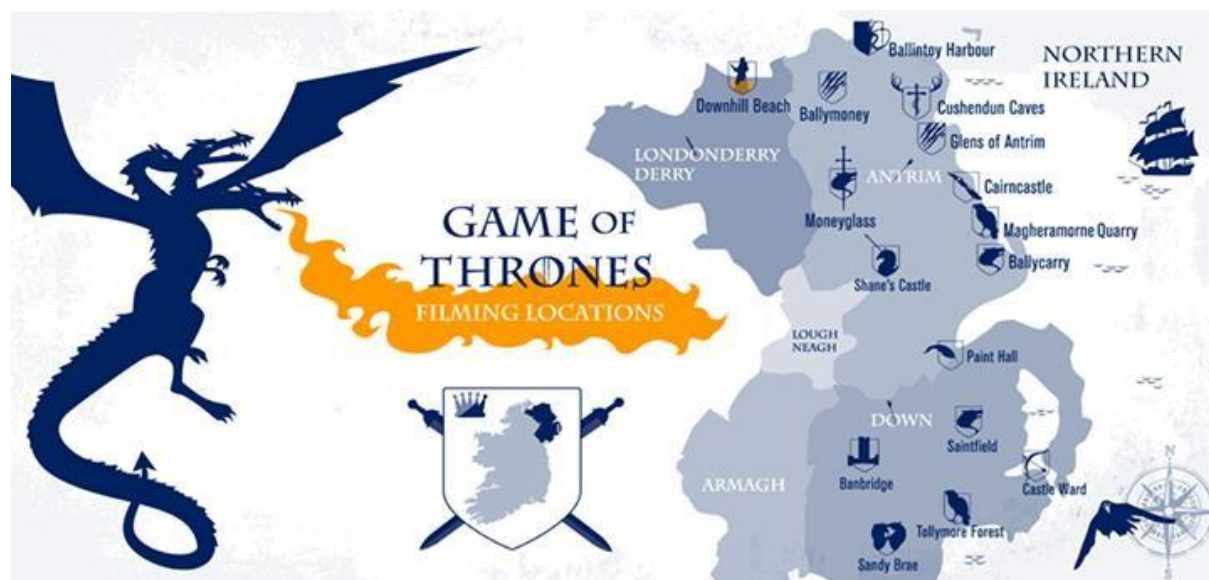 GAME OF
THRONES
FILMING LOCATIONS
NORTHERN
IRELAND
Ballintoy Harbour
Downhill Beach
Ballymoney
Cushendun Caves
Glens of Antrim
LONDONDERRY
DERRY
ANTRIM
Cairncastle
Moneyglass
Magheramorne Quarry
Ballycarry
Shane's Castle
LOUGH
NEAGH
Paint Hall
DOWN
Saintfield
Banbridge
Castle Ward
ARMAGH
Tollymore Forest
Sandy Brae
N
S